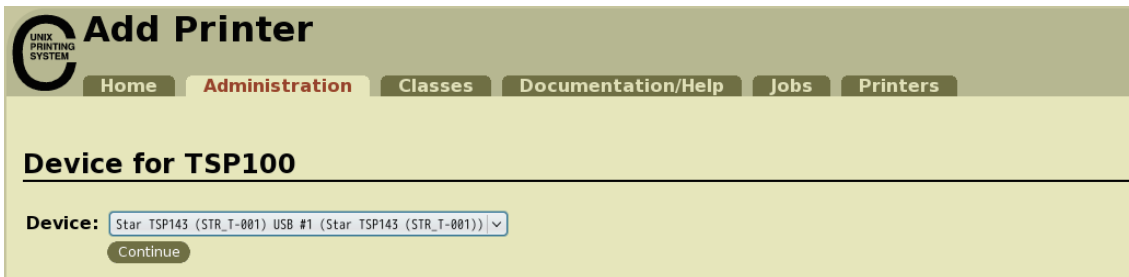 UNIX
PRINTING
SYSTEM
Add Printer
Home Administration Classes Documentation/Help Jobs Printers
Device for TSP100
Device: Star TSP143 (STR_T-001) USB #1 (Star TSP143 (STR_T-001))
Continue